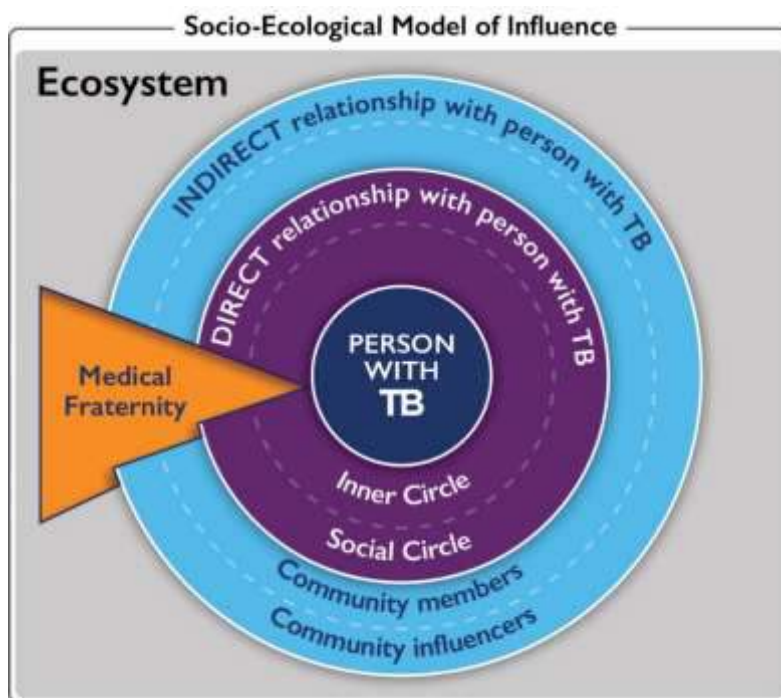 Socio-Ecological Model of Influence
Ecosystem
INDIRECT relationship with person with TB
DIRECT relationship with person with TB
PERSON
WITH
TB
Medical
Fraternity
Inner Circle
Social Circle
Community members
Community influencers